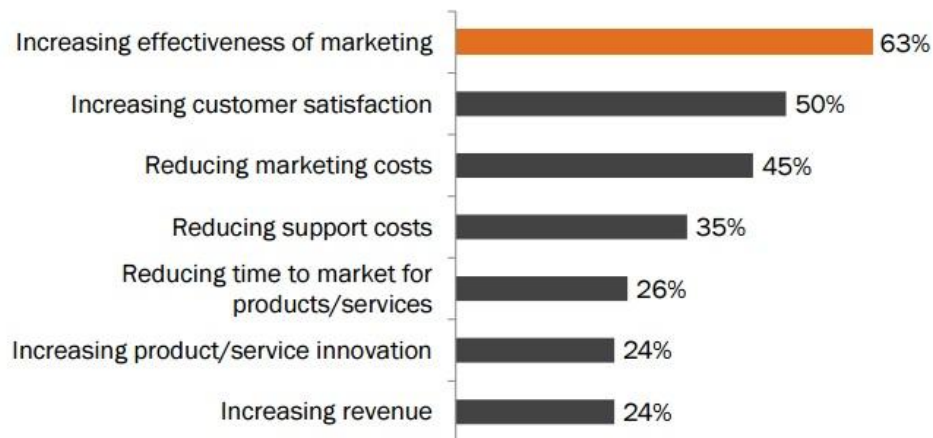 Increasing effectiveness of marketing 63%
Increasing customer satisfaction 50%
Reducing marketing costs 45%
Reducing support costs 35%
Reducing time to market for
products/services 26%
Increasing product/service innovation 24%
Increasing revenue 24%